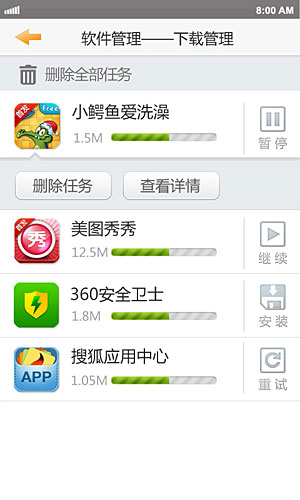 8:00 AM
软件管理——下载管理
删除全部任务
首发 Free
小鳄鱼爱洗澡
1.5M
暂停
删除任务 查看详情
首发
秀
美图秀秀
12.5M
继续
360安全卫士
1.8M
安装
APP
搜狐应用中心
1.05M
重试